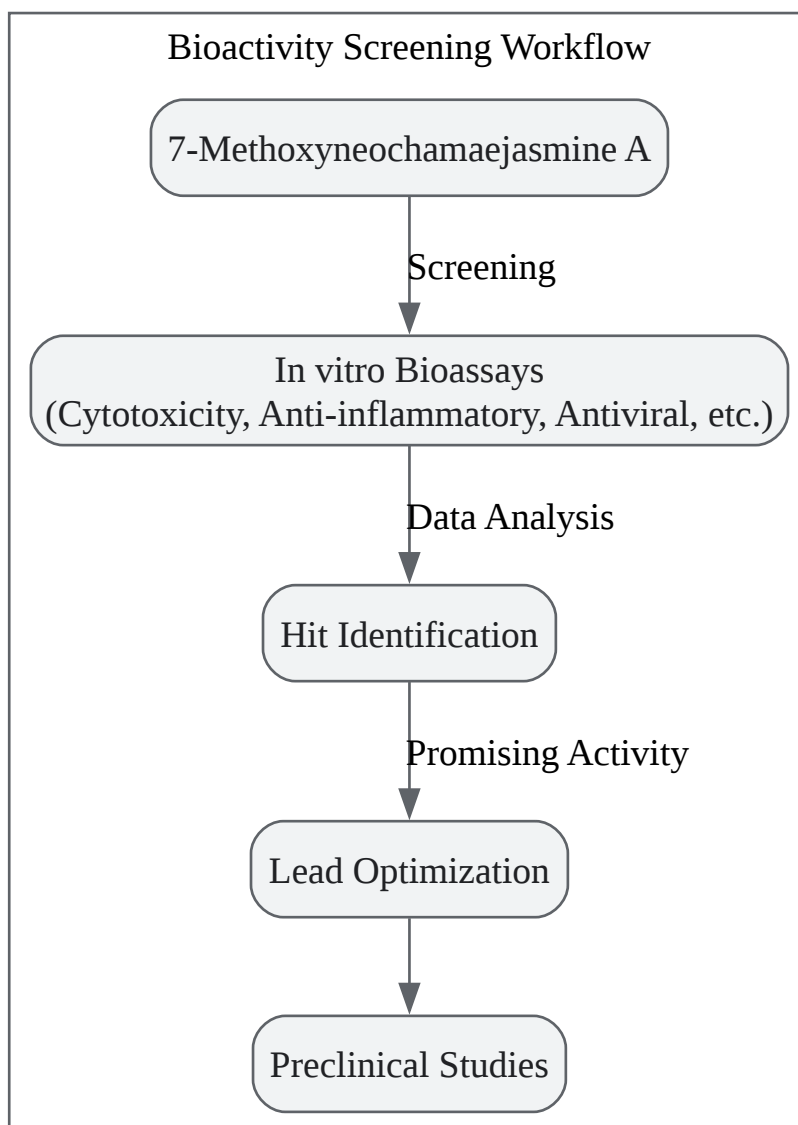 Bioactivity Screening Workflow
7-Methoxyneochamaejasmine A
Screening
In vitro Bioassays
(Cytotoxicity, Anti-inflammatory, Antiviral, etc.)
Data Analysis
Hit Identification
Promising Activity
Lead Optimization
Preclinical Studies